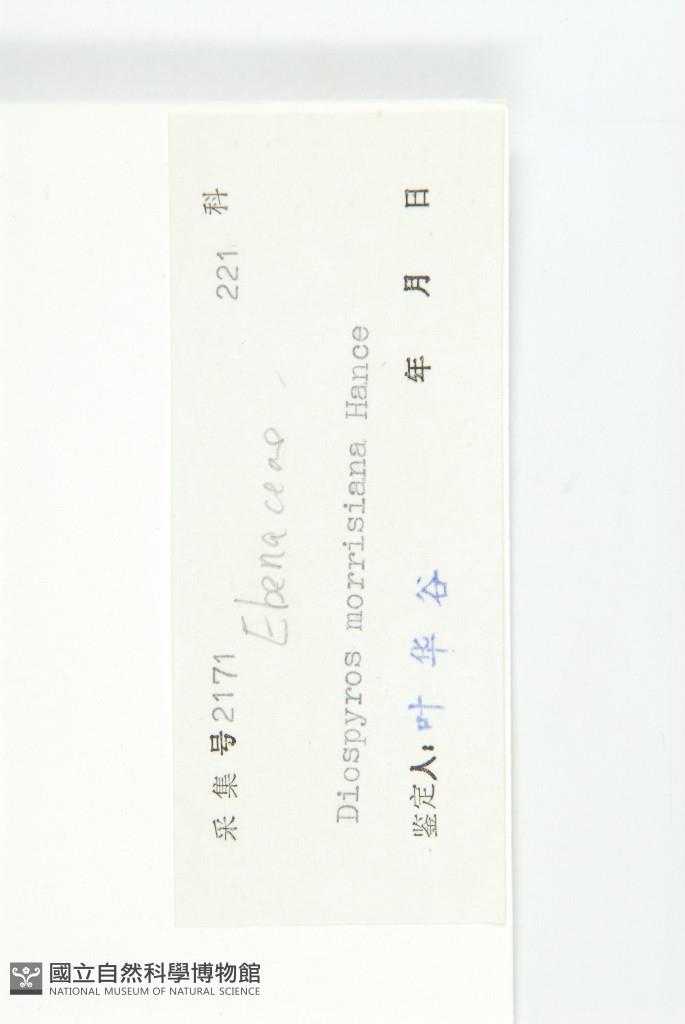 采集号2171 221 科
Ebenaceae
Diospyros morrisiana Hance
鉴定人：叶华谷 年 月 日
國立自然科學博物館
NATIONAL MUSEUM OF NATURAL SCIENCE